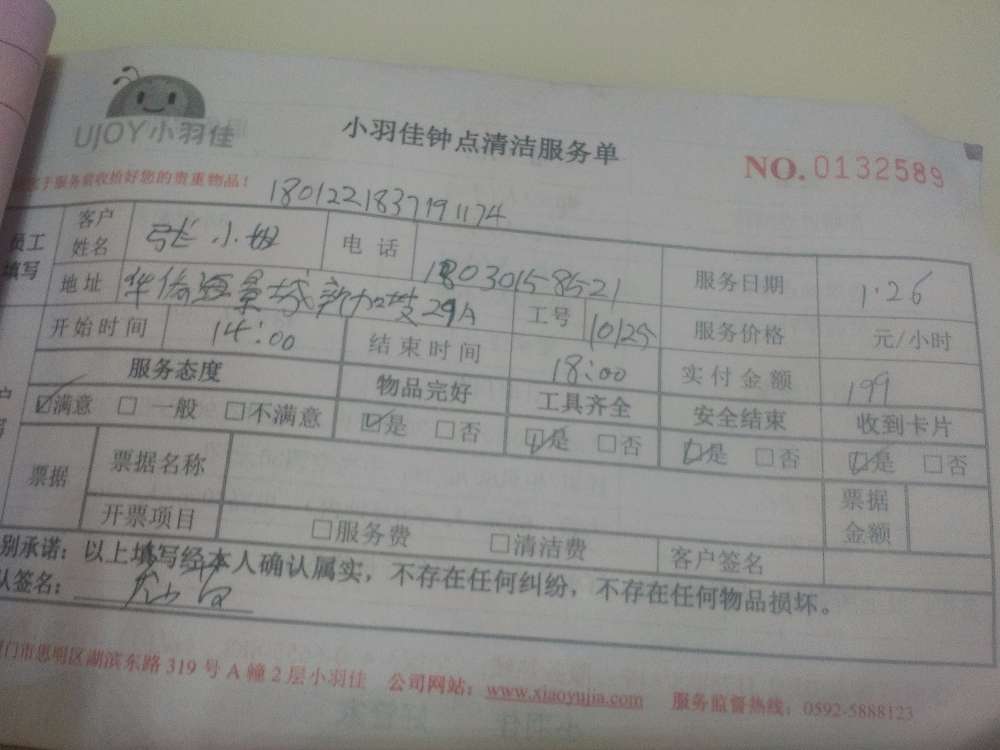 UJOY小羽佳
小羽佳钟点清洁服务单
NO.0132589
于服务前收拾好您的贵重物品!
1801221837191174
员工填写 客户姓名 张小姐 电话 18030158521 服务日期 1.26
地址 华侨海景城新加坡29A 工号 10125 服务价格 元/小时
开始时间 14:00 结束时间 18:00 实付金额 199
服务态度 物品完好 工具齐全 安全结束 收到卡片
☑满意 □一般 □不满意 ☑是 □否 ☑是 □否 ☑是 □否 ☑是 □否
票据 票据名称 票据金额
开票项目 □服务费 □清洁费 客户签名
别承诺:以上填写经本人确认属实,不存在任何纠纷,不存在任何物品损坏。
认签名:
门市思明区湖滨东路319号A幢2层小羽佳 公司网站:www.xiaoyujia.com 服务监督热线:0592-5888123